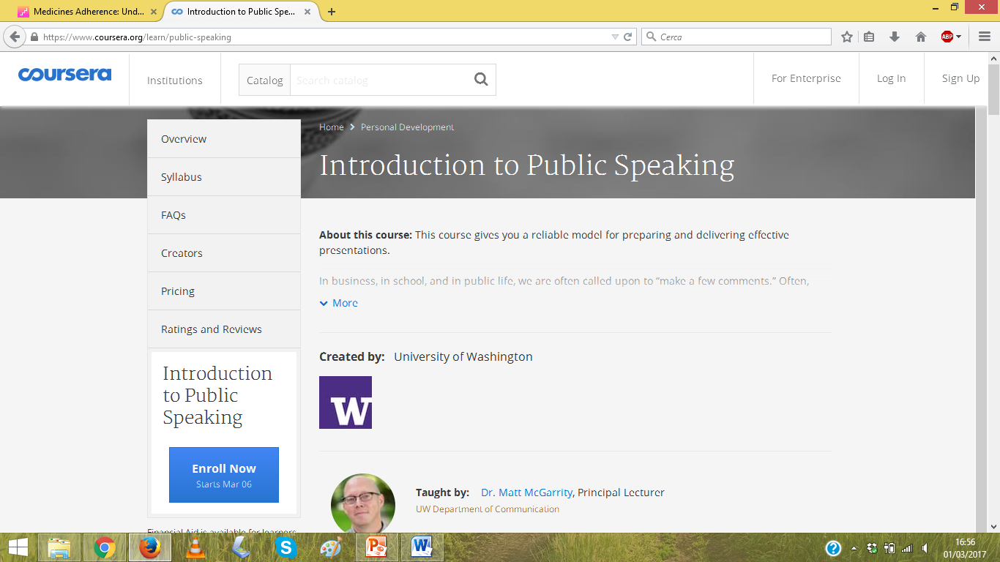 Medicines Adherence: Und...
Introduction to Public Spe...
https://www.coursera.org/learn/public-speaking
Cerca
ABP
coursera
Institutions
Catalog
Search catalog
For Enterprise
Log In
Sign Up
Home
Personal Development
Introduction to Public Speaking
Overview
Syllabus
FAQs
Creators
Pricing
Ratings and Reviews
Introduction
to Public
Speaking
Enroll Now
Starts Mar 06
Financial Aid is available for learners
About this course: This course gives you a reliable model for preparing and delivering effective
presentations.
In business, in school, and in public life, we are often called upon to “make a few comments.” Often,
More
Created by: University of Washington
W
Taught by: Dr. Matt McGarrity, Principal Lecturer
UW Department of Communication
16:56
01/03/2017